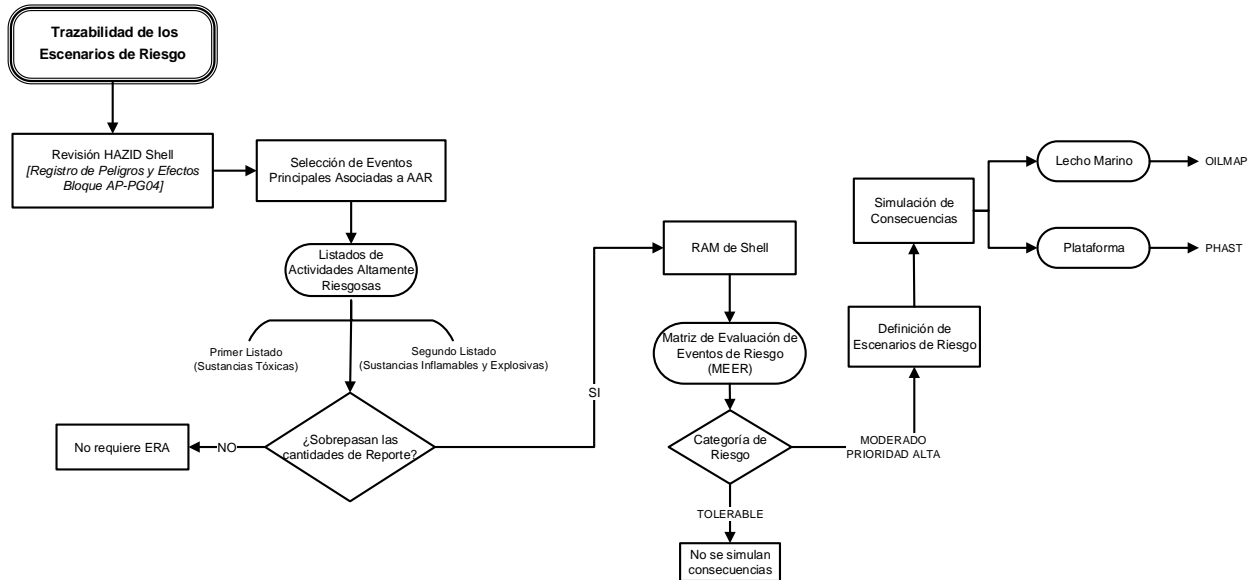 Trazabilidad de los
Escenarios de Riesgo
Revisión HAZID Shell
[Registro de Peligros y Efectos
Bloque AP-PG04]
Selección de Eventos
Principales Asociadas a AAR
Listados de
Actividades Altamente
Riesgosas
Primer Listado
(Sustancias Tóxicas)
Segundo Listado
(Sustancias Inflamables y Explosivas)
¿Sobrepasan las
cantidades de Reporte?
NO
No requiere ERA
SI
RAM de Shell
Matriz de Evaluación de
Eventos de Riesgo
(MEER)
Categoría de
Riesgo
TOLERABLE
No se simulan
consecuencias
MODERADO
PRIORIDAD ALTA
Definición de
Escenarios de Riesgo
Simulación de
Consecuencias
Lecho Marino
OILMAP
Plataforma
PHAST